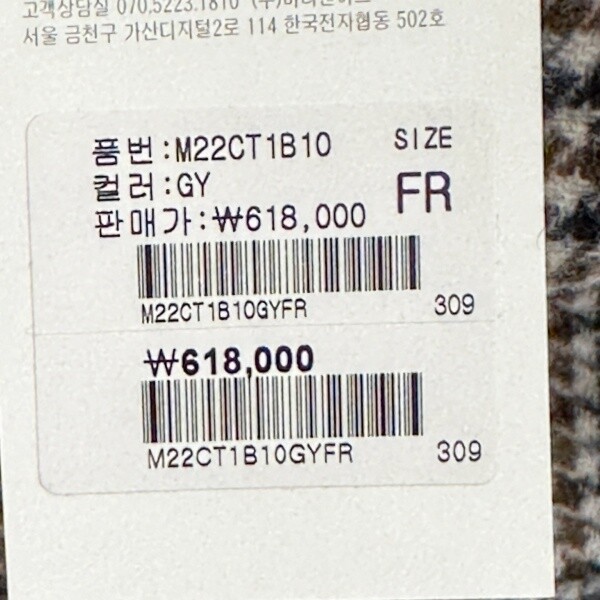 고객상담실 070.5223.1810
서울 금천구 가산디지털2로 114 한국전자협동 502호
품번:M22CT1B10 SIZE
컬러:GY FR
판매가:₩618,000
M22CT1B10GYFR 309
₩618,000
M22CT1B10GYFR 309